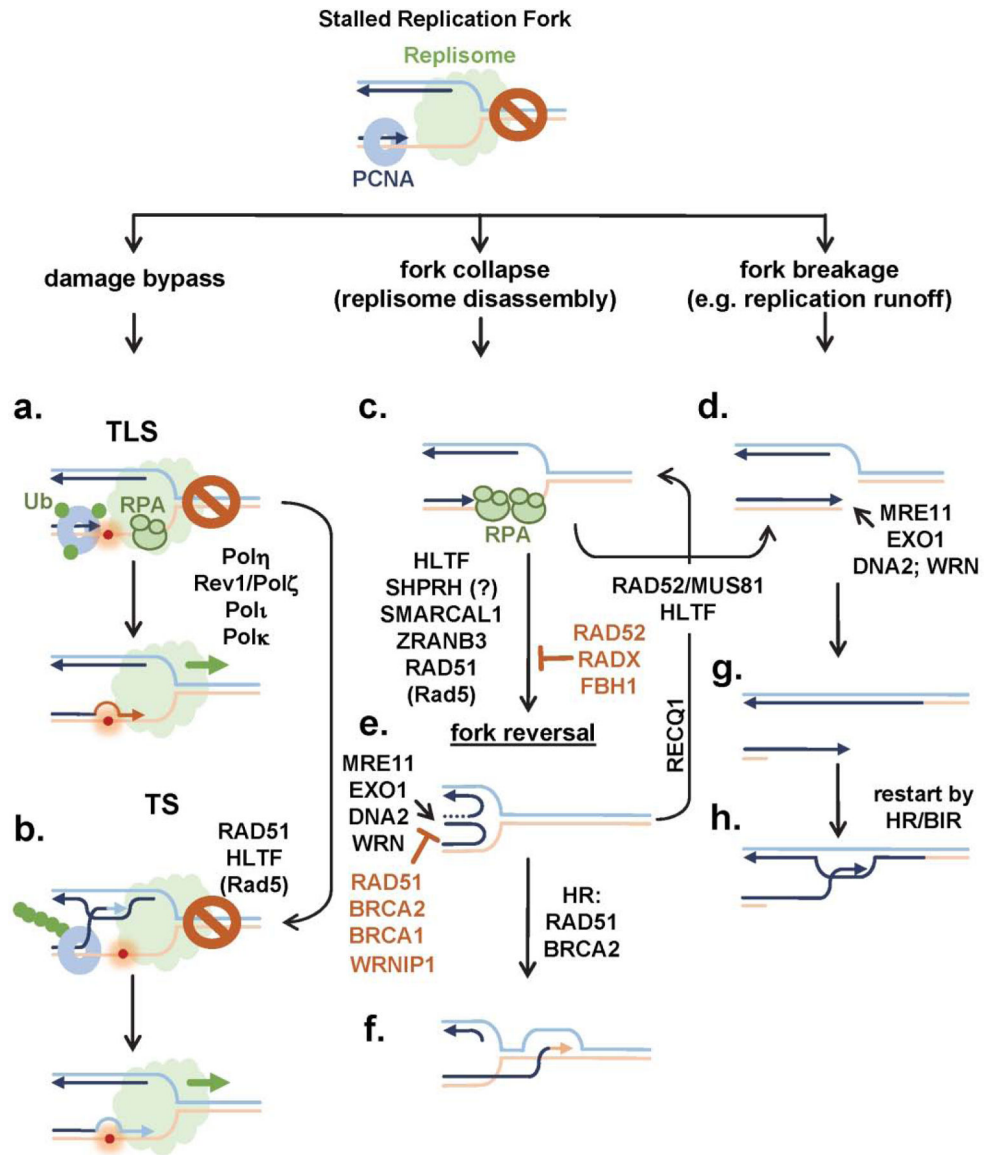 Stalled Replication Fork
Replisome
PCNA
damage bypass
fork collapse
(replisome disassembly)
fork breakage
(e.g. replication runoff)
a.
TLS
Ub
RPA
Polη
Rev1/Polζ
Polι
Polκ
b.
TS
RAD51
HLTF
(Rad5)
c.
RPA
HLTF
SHPRH (?)
SMARCAL1
ZRANB3
RAD51
(Rad5)
RAD52
RADX
FBH1
RAD52/MUS81
HLTF
RECQ1
d.
MRE11
EXO1
DNA2; WRN
fork reversal
e.
MRE11
EXO1
DNA2
WRN
RAD51
BRCA2
BRCA1
WRNIP1
HR:
RAD51
BRCA2
f.
g.
restart by
HR/BIR
h.